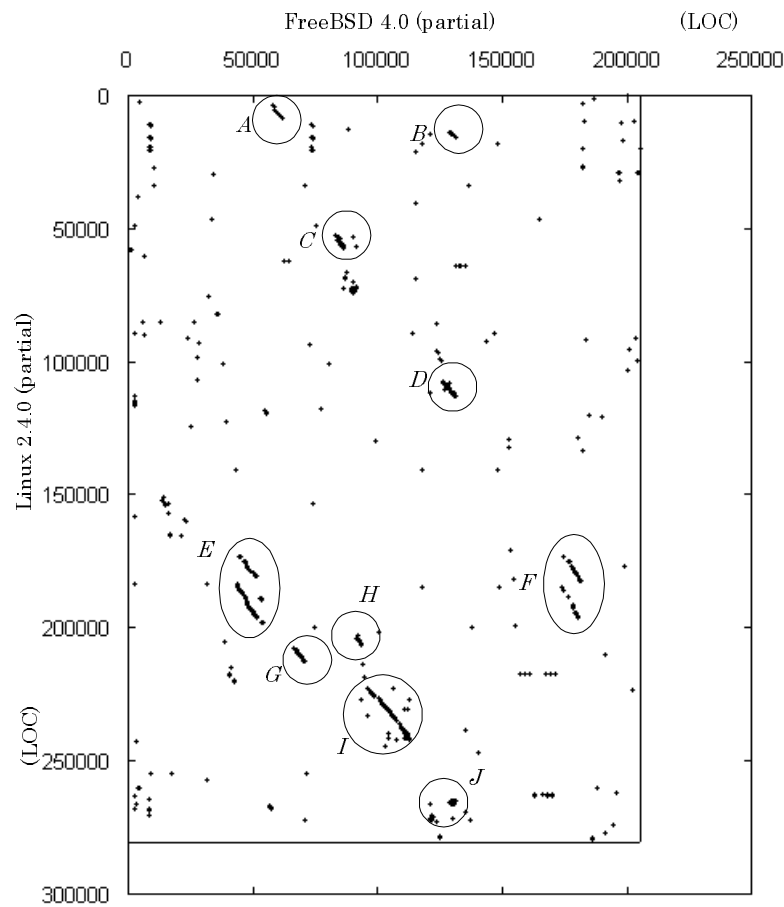 FreeBSD 4.0 (partial) (LOC)
0 50000 100000 150000 200000 250000
0
50000
100000
150000
200000
250000
300000
Linux 2.4.0 (partial)
(LOC)
A
B
C
D
E
F
H
G
I
J